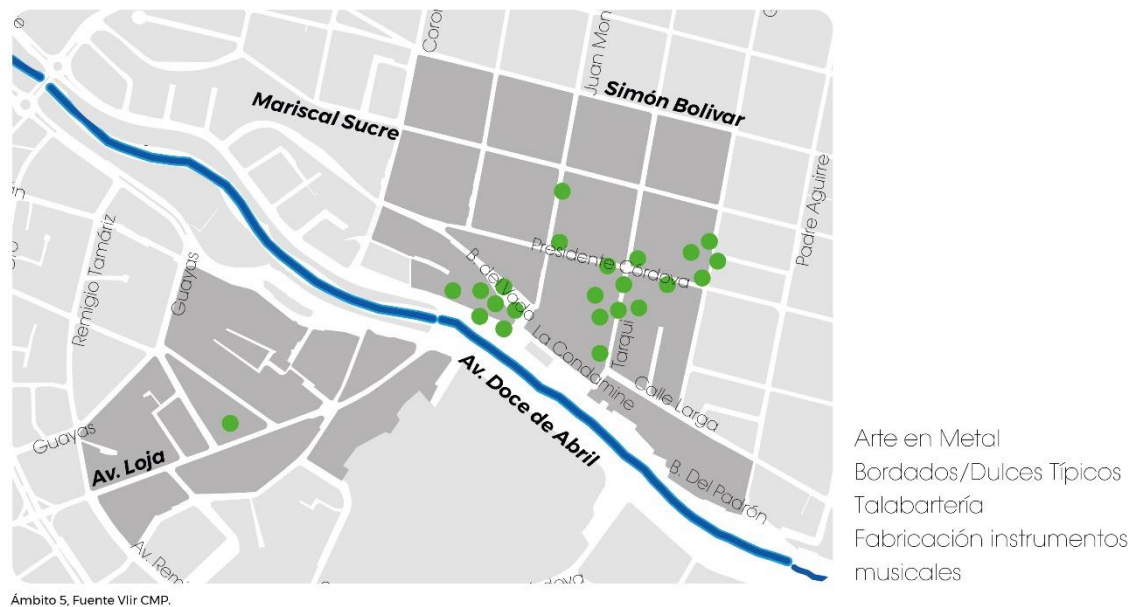 Simón Bolivar
Mariscal Sucre
Juan Mon
Coron
Padre Aguirre
Presidente Córdova
B. del Vado
La Condamine
Tarqui
Calle Larga
B. Del Padrón
Av. Doce de Abril
Remigio Tamáriz
Guayas
Guayas
Av. Loja
Av. Remi
Arte en Metal
Bordados/Dulces Típicos
Talabartería
Fabricación instrumentos
musicales
Ámbito 5, Fuente Vlir CMP.